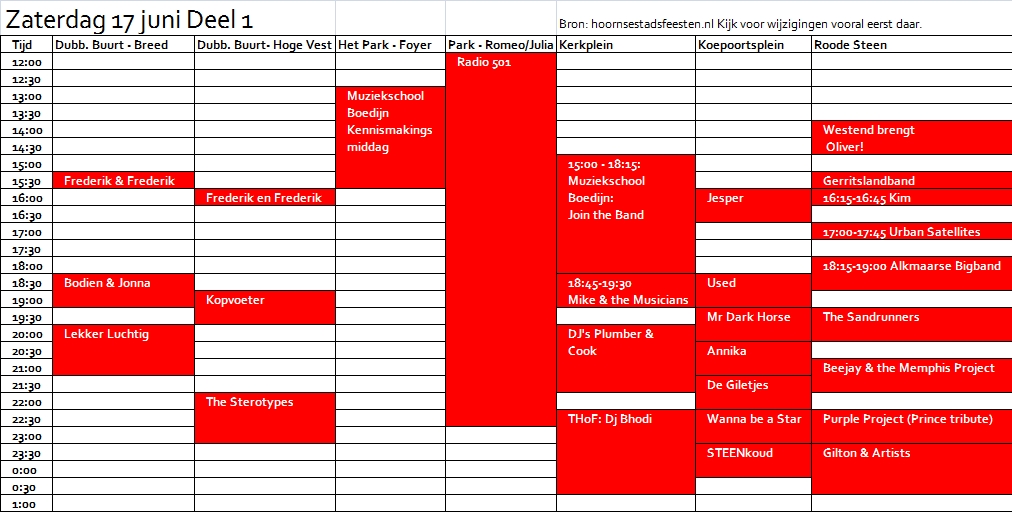 Zaterdag 17 juni Deel 1
Bron: hoornsestadsfeesten.nl Kijk voor wijzigingen vooral eerst daar.
Tijd Dubb. Buurt - Breed Dubb. Buurt- Hoge Vest Het Park - Foyer Park - Romeo/Julia Kerkplein Koepoortsplein Roode Steen
12:00 Radio 501
12:30
13:00 Muziekschool
13:30 Boedijn
14:00 Kennismakings Westend brengt
14:30 middag Oliver!
15:00 15:00 - 18:15:
15:30 Frederik & Frederik Muziekschool Gerritslandband
16:00 Frederik en Frederik Boedijn: Jesper 16:15-16:45 Kim
16:30 Join the Band
17:00 17:00-17:45 Urban Satellites
17:30
18:00 18:15-19:00 Alkmaarse Bigband
18:30 Bodien & Jonna 18:45-19:30 Used
19:00 Kopvoeter Mike & the Musicians
19:30 Mr Dark Horse The Sandrunners
20:00 Lekker Luchtig DJ's Plumber &
20:30 Cook Annika
21:00 Beejay & the Memphis Project
21:30 De Giletjes
22:00 The Sterotypes
22:30 THoF: Dj Bhodi Wanna be a Star Purple Project (Prince tribute)
23:00
23:30 STEENkoud Gilton & Artists
0:00
0:30
1:00